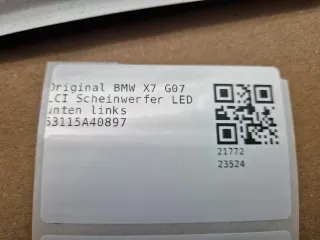 Original BMW X7 G07
LCI Scheinwerfer LED
unten links
63115A40897
21772
23524